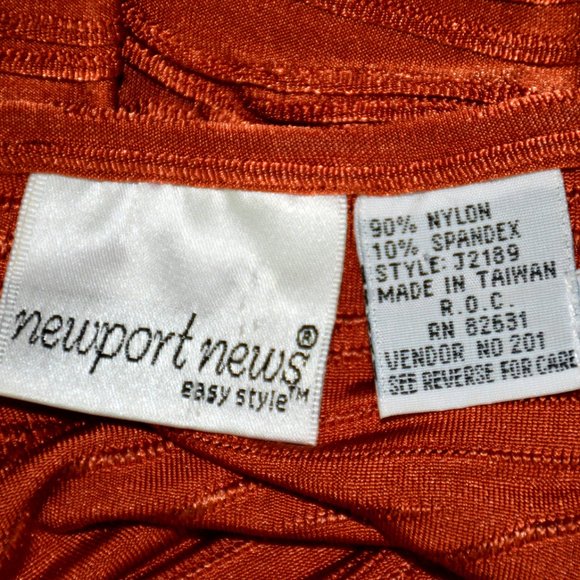 newport news®
easy style™
90% NYLON
10% SPANDEX
STYLE: J2189
MADE IN TAIWAN
R.O.C.
RN 82631
VENDOR NO 201
SEE REVERSE FOR CARE